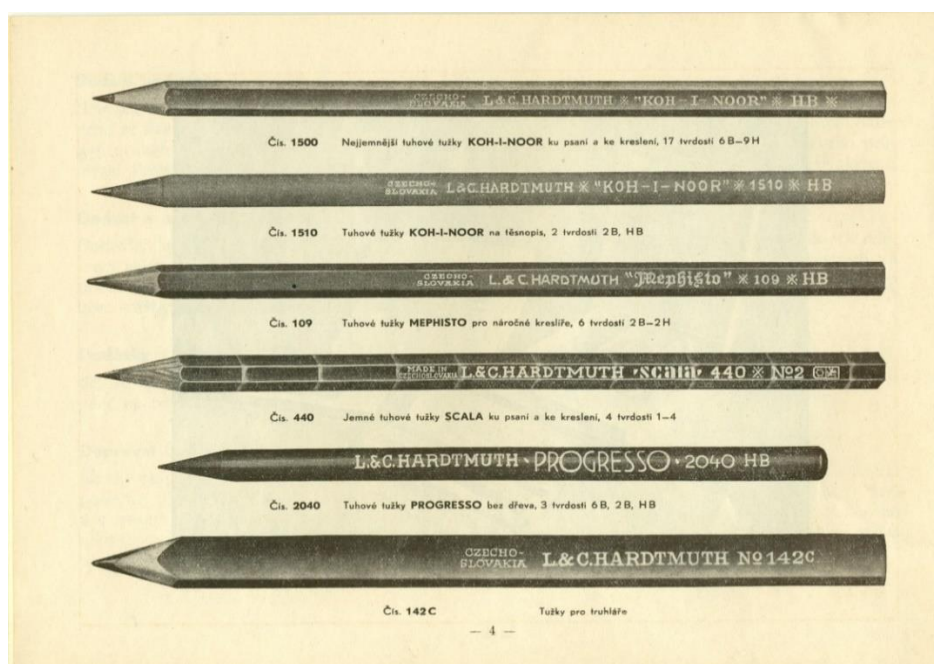 CZECHO-
SLOVAKIA L.& C. HARDTMUTH ※ "KOH-I-NOOR" ※ HB ※
Čís. 1500 Nejjemnější tuhové tužky KOH-I-NOOR ku psaní a ke kreslení, 17 tvrdostí 6B–9H
CZECHO-
SLOVAKIA L.& C.HARDTMUTH ※ "KOH-I-NOOR" ※ 1510 ※ HB
Čís. 1510 Tuhové tužky KOH-I-NOOR na těsnopis, 2 tvrdosti 2B, HB
CZECHO-
SLOVAKIA L.& C.HARDTMUTH "Mephisto" ※ 109 ※ HB
Čís. 109 Tuhové tužky MEPHISTO pro náročné kreslíře, 6 tvrdostí 2B–2H
MADE IN
CZECHOSLOVAKIA L.&C.HARDTMUTH ·scala· 440 ※ No2
Čís. 440 Jemné tuhové tužky SCALA ku psaní a ke kreslení, 4 tvrdosti 1–4
L.&C.HARDTMUTH · PROGRESSO · 2040 HB
Čís. 2040 Tuhové tužky PROGRESSO bez dřeva, 3 tvrdosti 6B, 2B, HB
CZECHO-
SLOVAKIA L.&C.HARDTMUTH No 142C
Čís. 142C Tužky pro truhláře
— 4 —